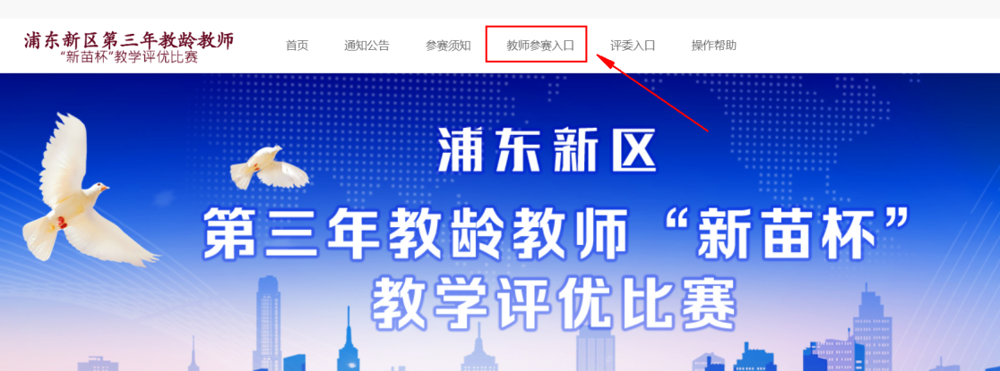 浦东新区第三年教龄教师
“新苗杯”教学评优比赛
首页 通知公告 参赛须知 教师参赛入口 评委入口 操作帮助
浦东新区
第三年教龄教师“新苗杯”
教学评优比赛